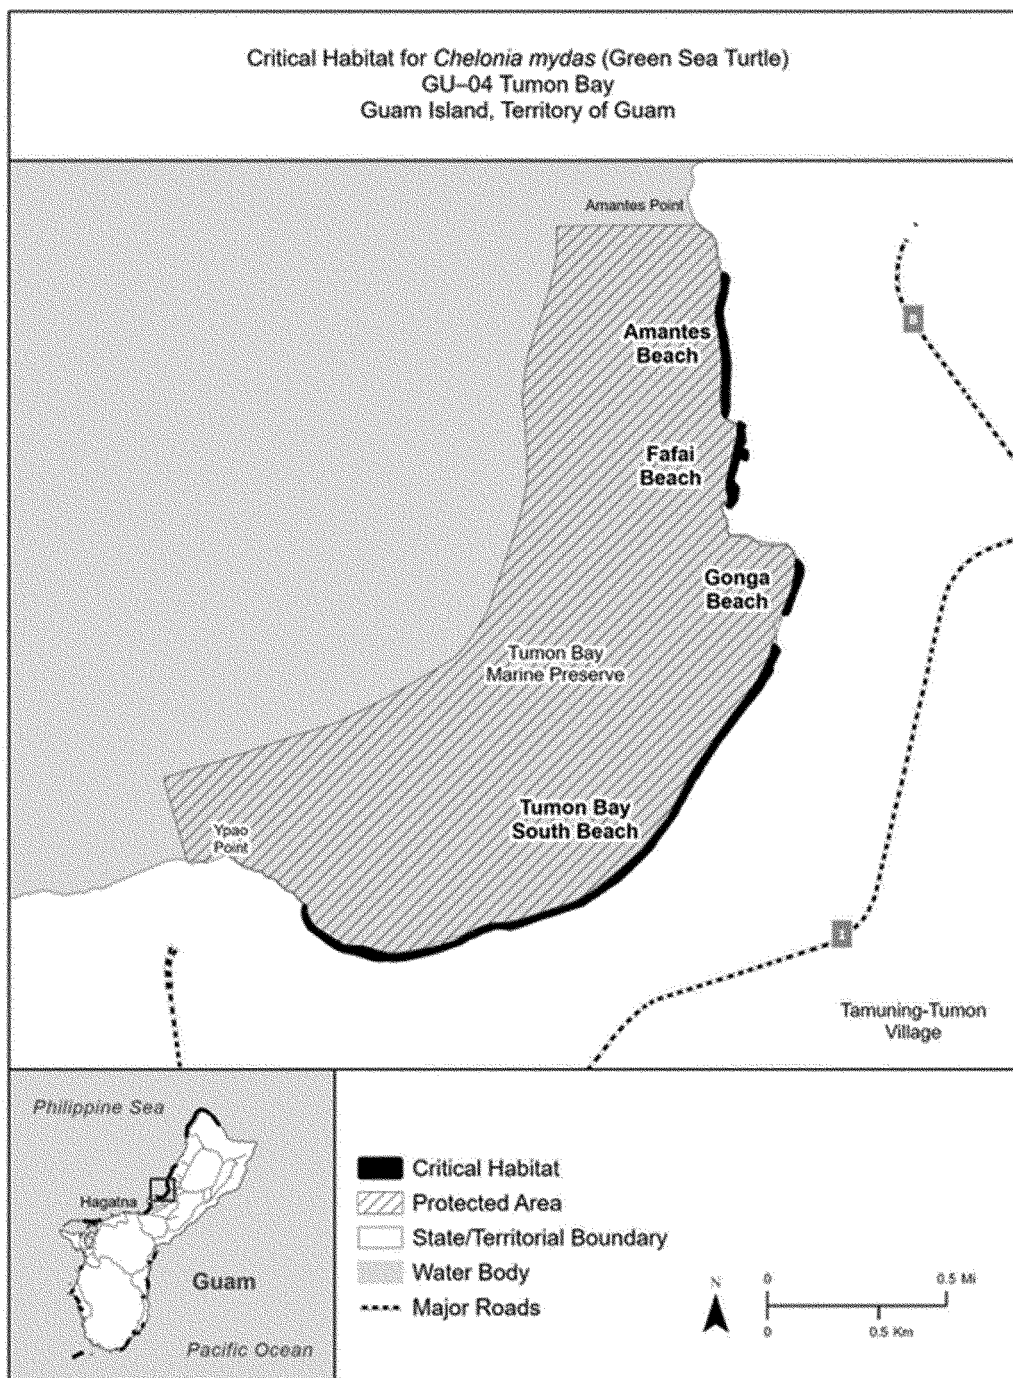 Critical Habitat for Chelonia mydas (Green Sea Turtle)
GU–04 Tumon Bay
Guam Island, Territory of Guam
Amantes Point
Amantes
Beach
Fafai
Beach
Gonga
Beach
Tumon Bay
Marine Preserve
Tumon Bay
South Beach
Ypao
Point
1
Tamuning-Tumon
Village
Philippine Sea
Hagatna
Guam
Pacific Ocean
Critical Habitat
Protected Area
State/Territorial Boundary
Water Body
Major Roads
N
0 0.5 Mi
0 0.5 Km